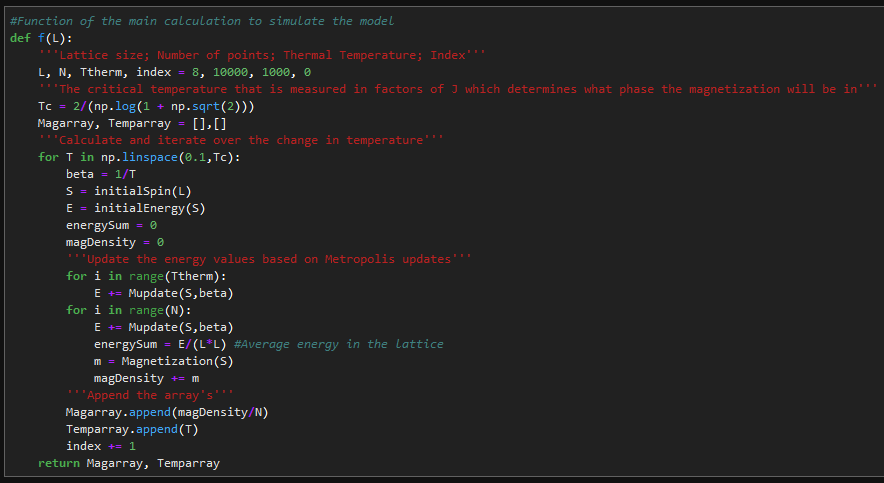 #Function of the main calculation to simulate the model
def f(L):
    '''Lattice size; Number of points; Thermal Temperature; Index'''
    L, N, Ttherm, index = 8, 10000, 1000, 0
    '''The critical temperature that is measured in factors of J which determines what phase the magnetization will be in'''
    Tc = 2/(np.log(1 + np.sqrt(2)))
    Magarray, Temparray = [],[]
    '''Calculate and iterate over the change in temperature'''
    for T in np.linspace(0.1,Tc):
        beta = 1/T
        S = initialSpin(L)
        E = initialEnergy(S)
        energySum = 0
        magDensity = 0
        '''Update the energy values based on Metropolis updates'''
        for i in range(Ttherm):
            E += Mupdate(S,beta)
        for i in range(N):
            E += Mupdate(S,beta)
            energySum = E/(L*L) #Average energy in the lattice
            m = Magnetization(S)
            magDensity += m
        '''Append the array's'''
        Magarray.append(magDensity/N)
        Temparray.append(T)
        index += 1
    return Magarray, Temparray